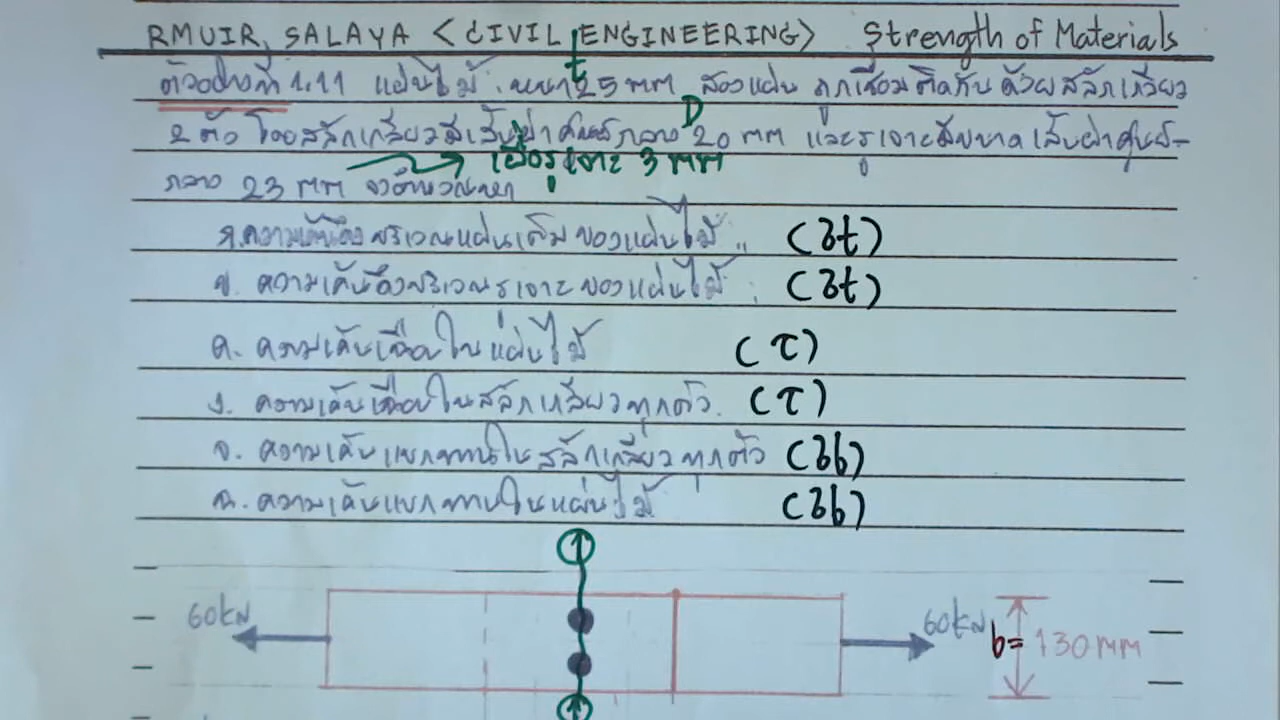 RMUIR, SALAYA <CIVIL ENGINEERING> Strength of Materials
t
ตัวอย่างที่ 1.11 แผ่นไม้ หนา 25 mm สองแผ่น ถูกเชื่อมติดกัน ด้วยสลักเกลียว
D
2 ตัว โดยสลักเกลียวมีเส้นผ่าศูนย์กลาง 20 mm และรูเจาะมีขนาดเส้นผ่าศูนย์-
เผื่อรูเจาะ 3 mm
กลาง 23 mm จงคำนวณหา
ก. ความเค้นดึงบริเวณแผ่นเต็มของแผ่นไม้ (σt)
ข. ความเค้นดึงบริเวณรูเจาะของแผ่นไม้ (σt)
ค. ความเค้นเฉือนในแผ่นไม้ (τ)
ง. ความเค้นเฉือนในสลักเกลียวทุกตัว (τ)
จ. ความเค้นแบกทานในสลักเกลียวทุกตัว (σb)
ฉ. ความเค้นแบกทานในแผ่นไม้ (σb)
60kN 60kN b= 130mm